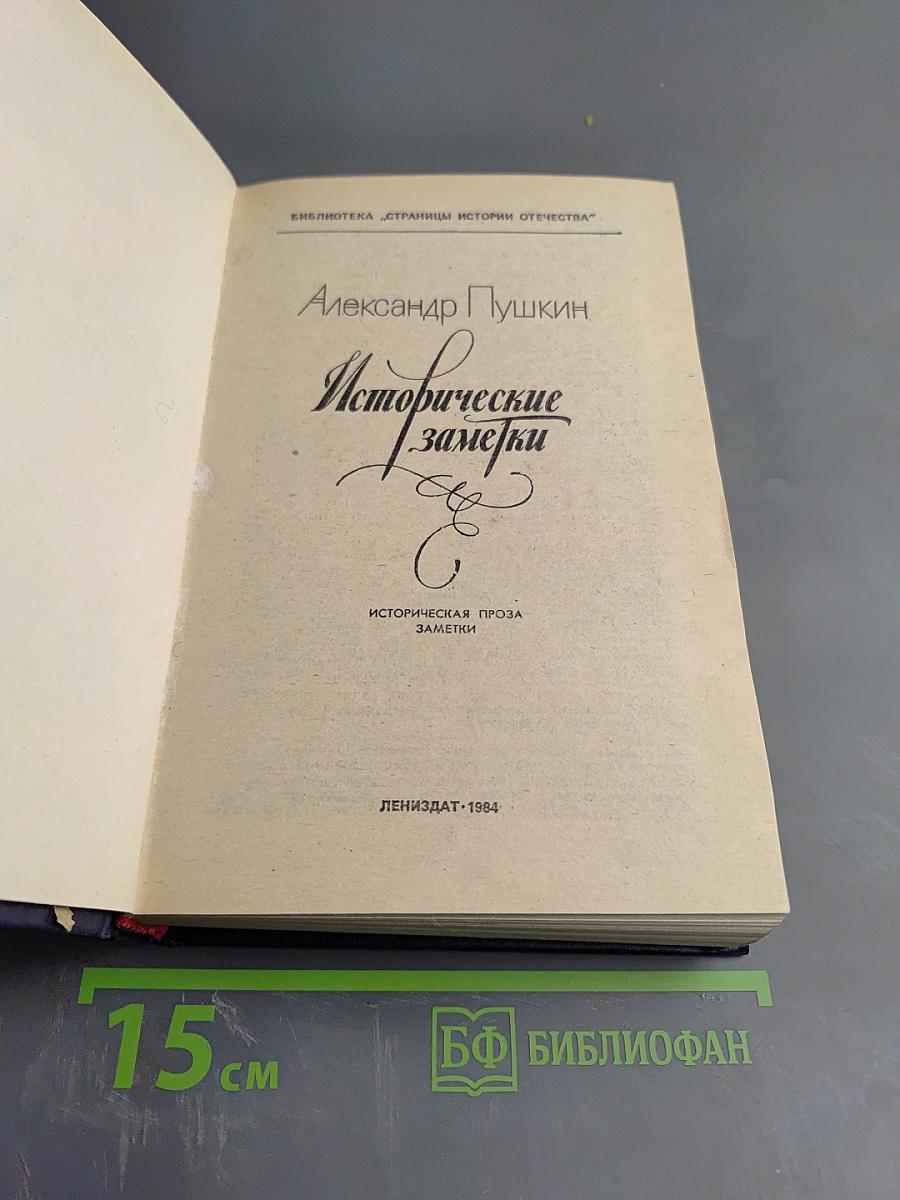 БИБЛИОТЕКА „СТРАНИЦЫ ИСТОРИИ ОТЕЧЕСТВА"
Александр Пушкин
Исторические
заметки
ИСТОРИЧЕСКАЯ ПРОЗА
ЗАМЕТКИ
ЛЕНИЗДАТ·1984
15 см
БФ БИБЛИОФАН